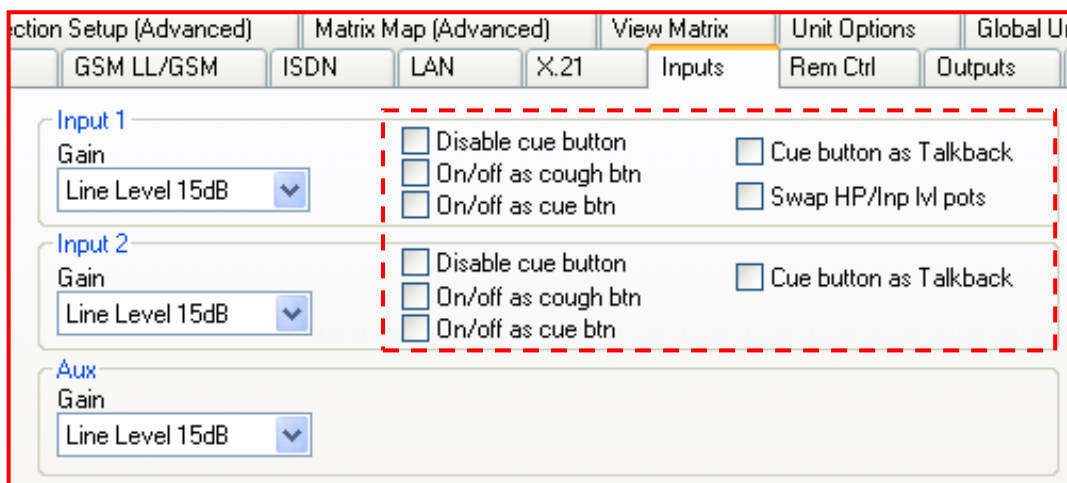 ction Setup (Advanced) Matrix Map (Advanced) View Matrix Unit Options Global U
GSM LL/GSM ISDN LAN X.21 Inputs Rem Ctrl Outputs
Input 1
Gain
Line Level 15dB
Disable cue button
On/off as cough btn
On/off as cue btn
Cue button as Talkback
Swap HP/Inp lvl pots
Input 2
Gain
Line Level 15dB
Disable cue button
On/off as cough btn
On/off as cue btn
Cue button as Talkback
Aux
Gain
Line Level 15dB